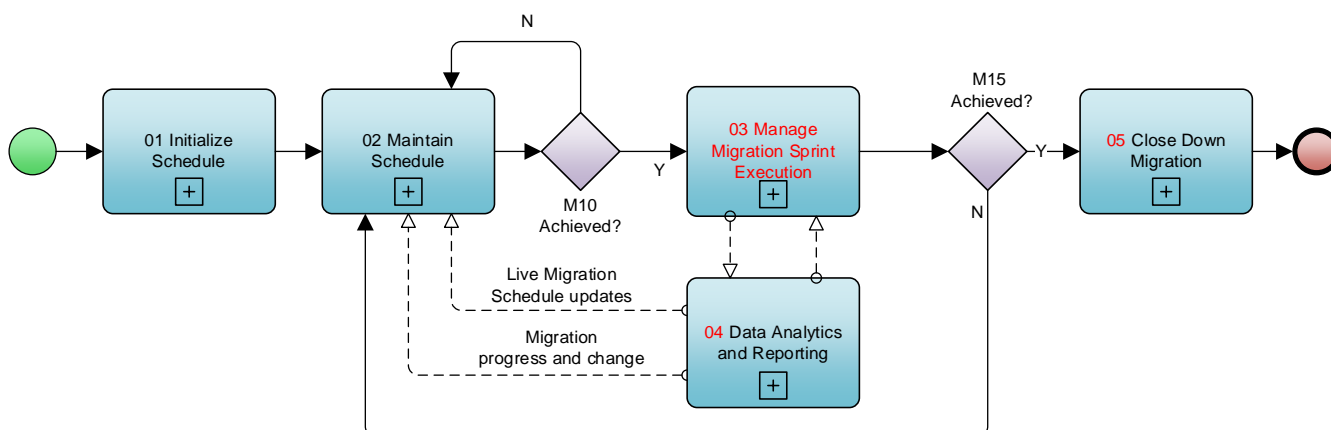 N
01 Initialize
Schedule
02 Maintain
Schedule
M10
Achieved?
Y
03 Manage
Migration Sprint
Execution
M15
Achieved?
Y
N
05 Close Down
Migration
Live Migration
Schedule updates
Migration
progress and change
04 Data Analytics
and Reporting